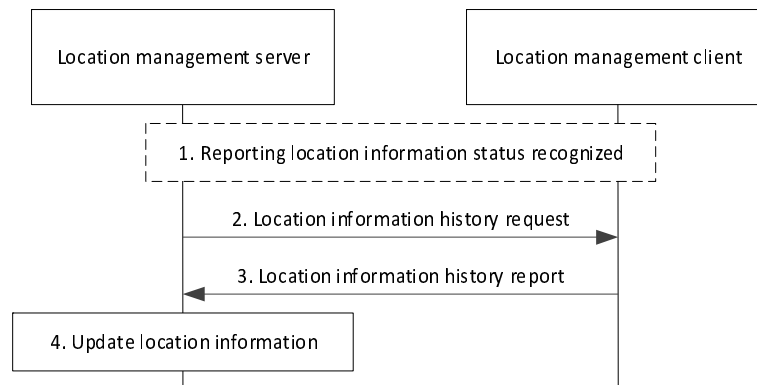 Location management server
Location management client
1. Reporting location information status recognized
2. Location information history request
3. Location information history report
4. Update location information